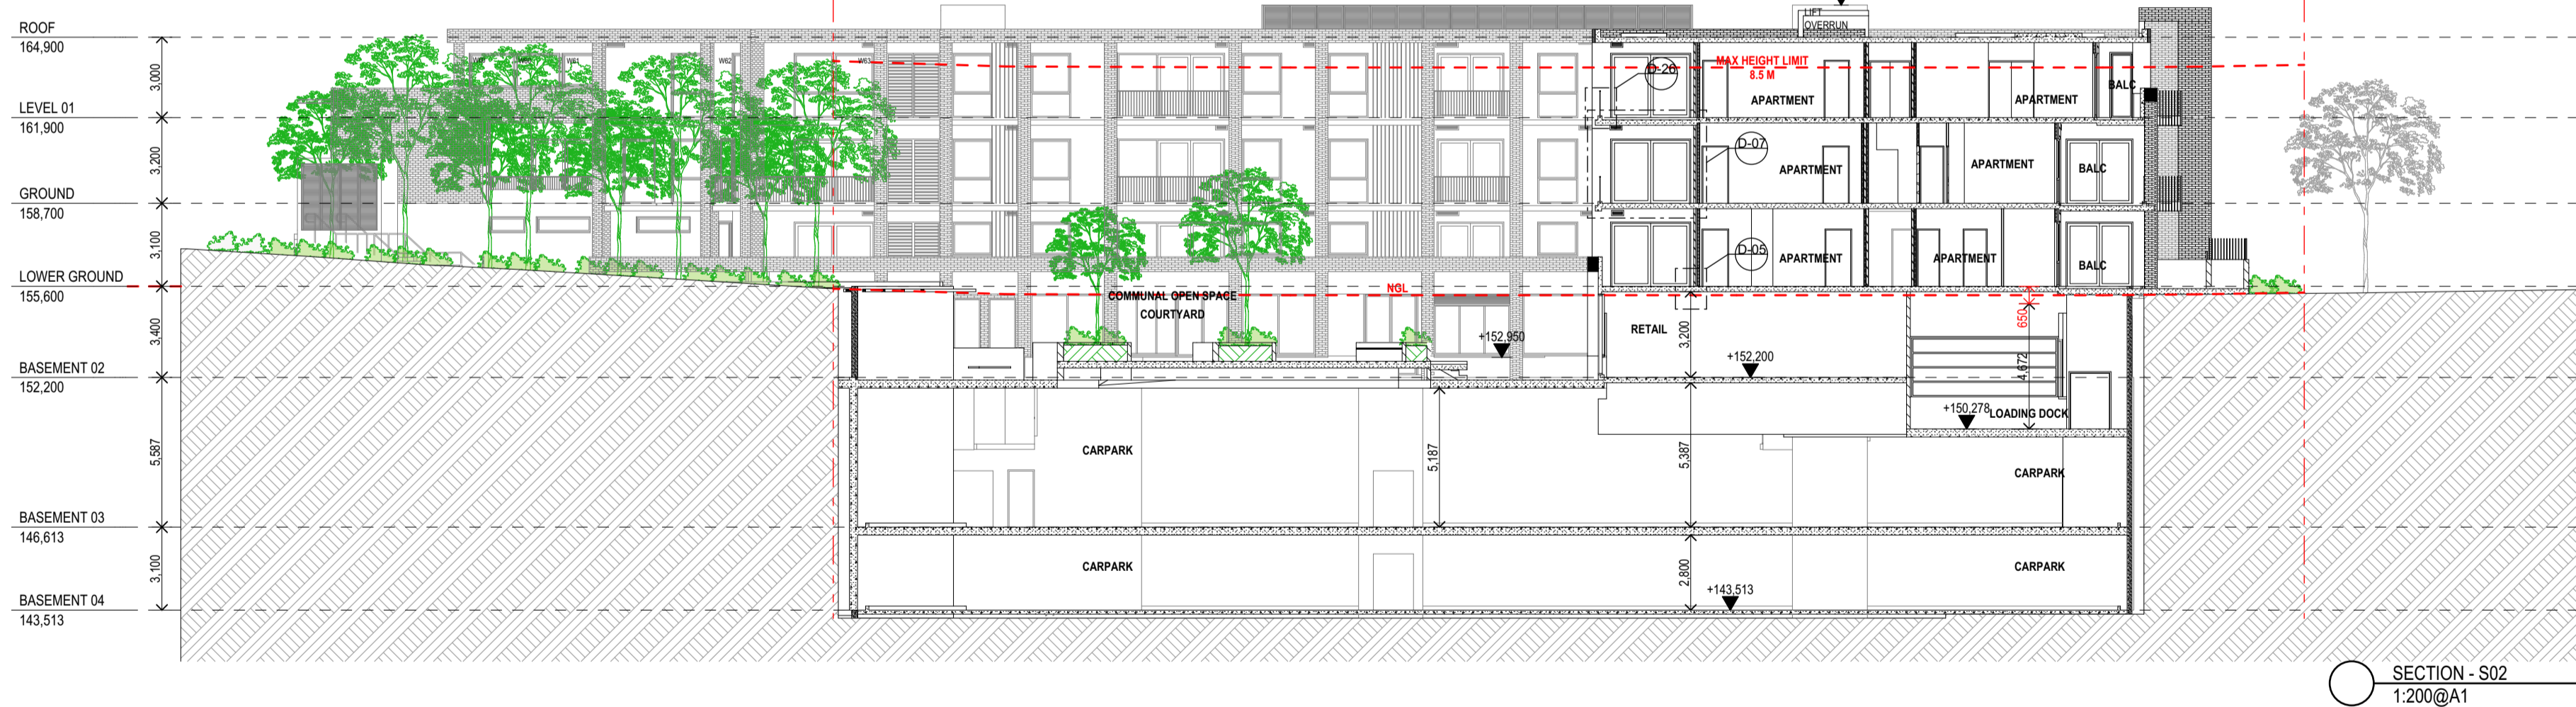 ROOF
164,900
3,000
LEVEL 01
161,900
3,200
GROUND
158,700
3,100
LOWER GROUND
155,600
3,400
BASEMENT 02
152,200
5,587
BASEMENT 03
146,613
3,100
BASEMENT 04
143,513
W61
W62
W63
LIFT
OVERRUN
MAX HEIGHT LIMIT
8.5 M
D-26
APARTMENT
APARTMENT
BALC
D-07
APARTMENT
APARTMENT
BALC
D-05
APARTMENT
APARTMENT
BALC
NGL
COMMUNAL OPEN SPACE
COURTYARD
+152,950
RETAIL
3,200
+152,200
650
4,672
+150,278
LOADING DOCK
CARPARK
5,187
5,387
CARPARK
CARPARK
2,800
+143,513
CARPARK
SECTION - S02
1:200@A1